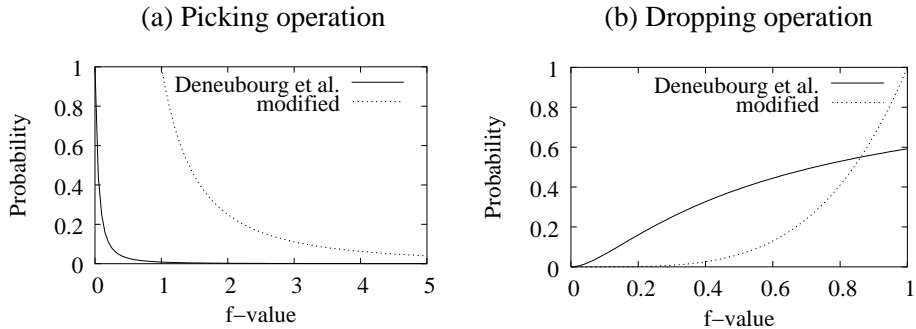 (a) Picking operation
Probability
1
0.8
0.6
0.4
0.2
0
Deneubourg et al.
modified
0 1 2 3 4 5
f−value
(b) Dropping operation
Probability
1
0.8
0.6
0.4
0.2
0
Deneubourg et al.
modified
0 0.2 0.4 0.6 0.8 1
f−value